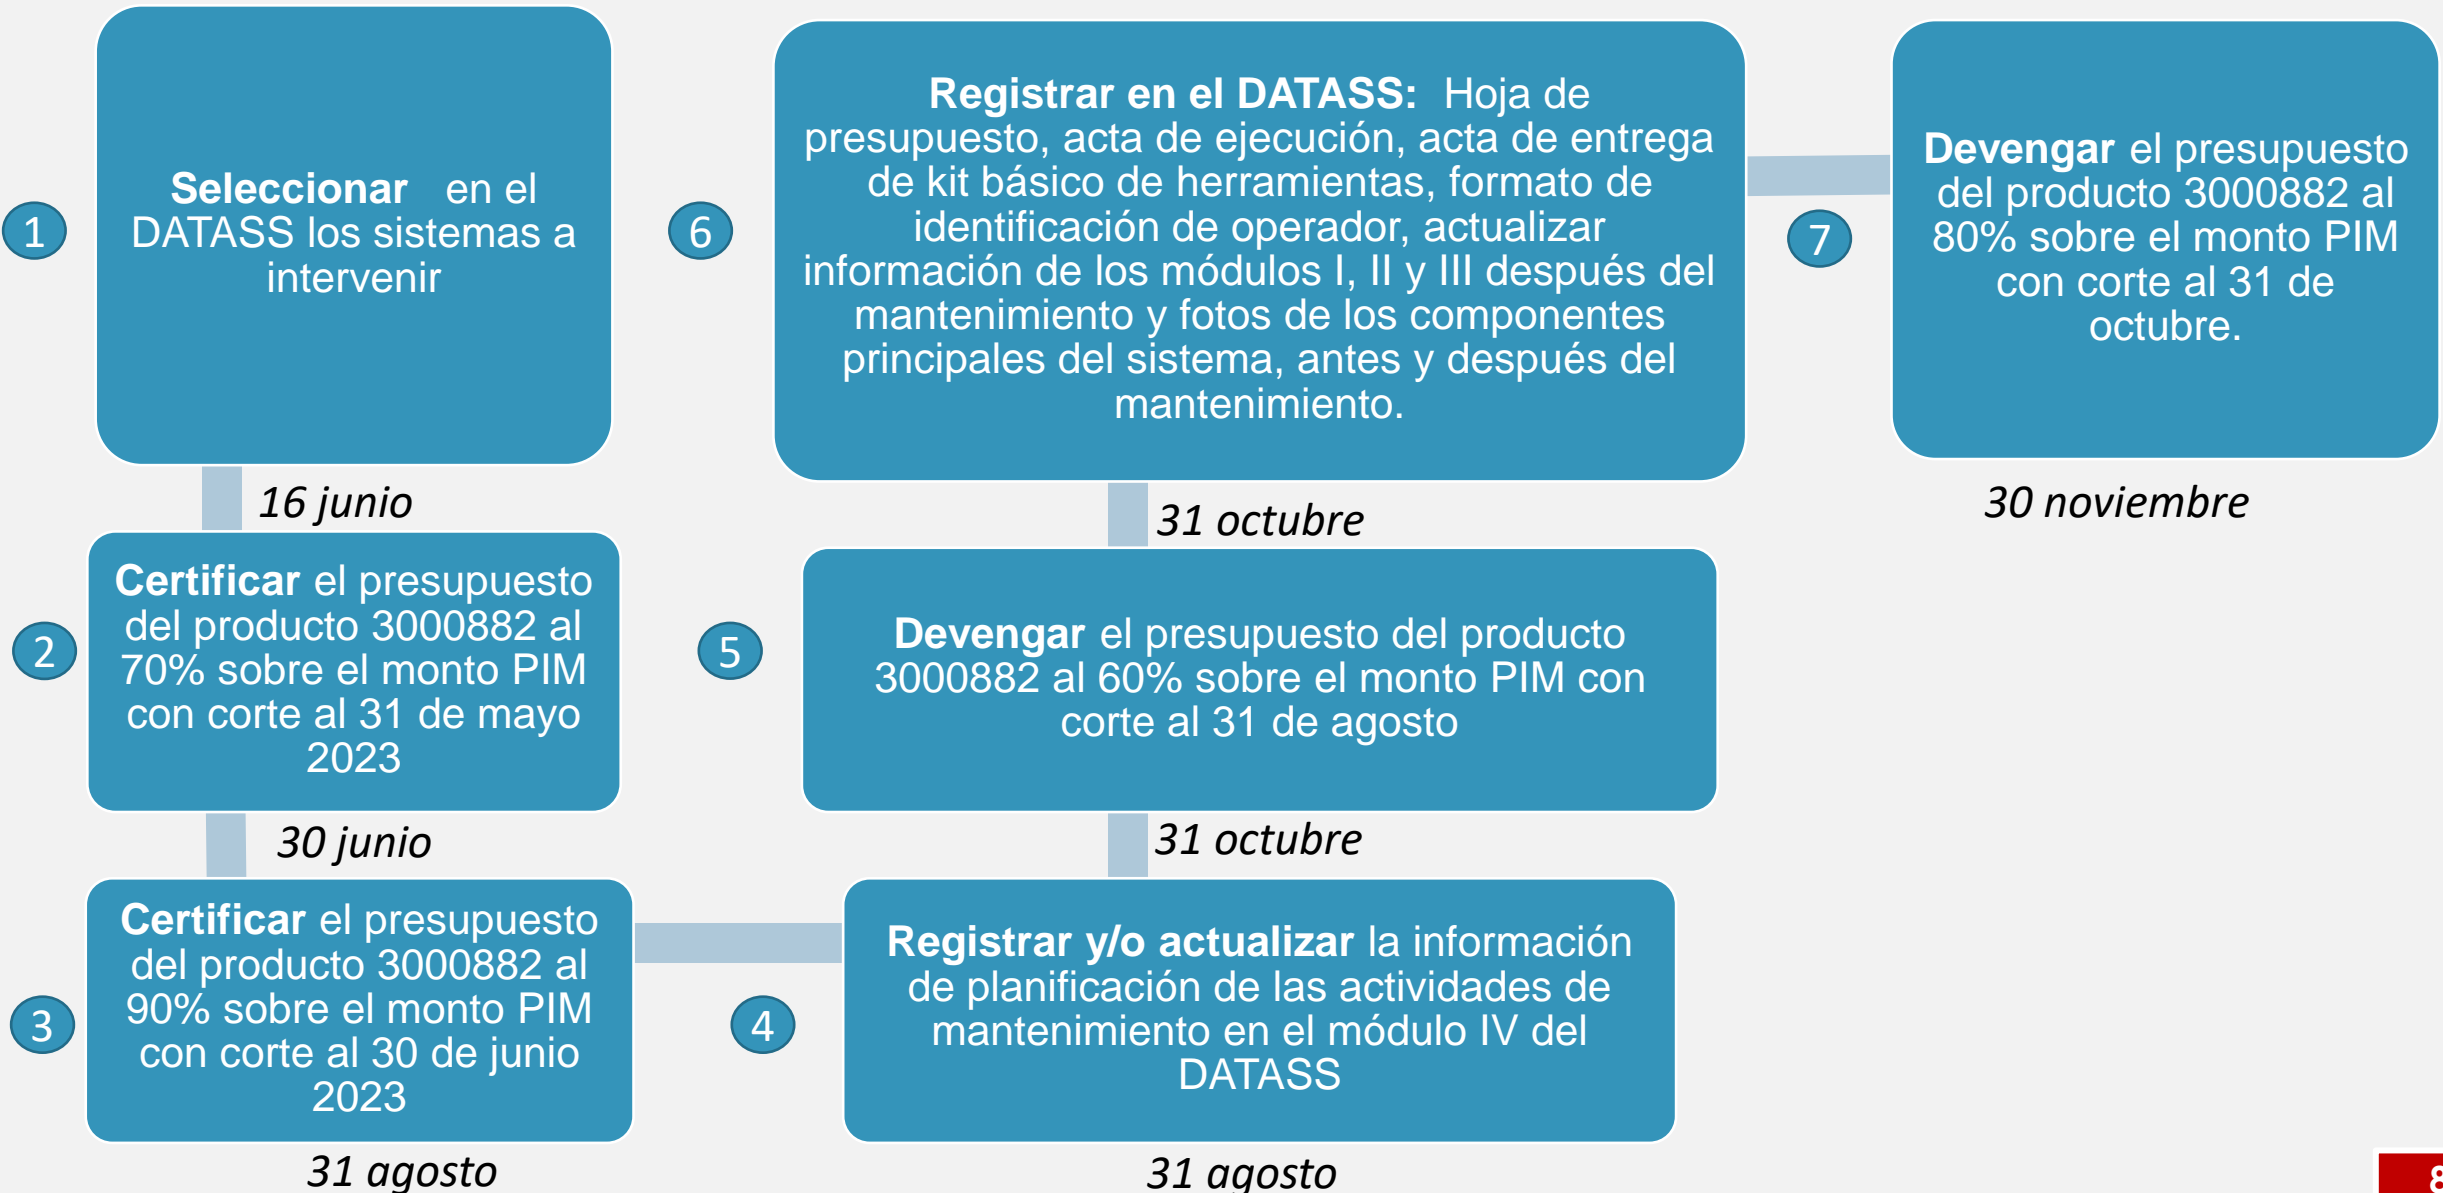 1
Seleccionar en el
DATASS los sistemas a
intervenir
16 junio
2
Certificar el presupuesto
del producto 3000882 al
70% sobre el monto PIM
con corte al 31 de mayo
2023
30 junio
3
Certificar el presupuesto
del producto 3000882 al
90% sobre el monto PIM
con corte al 30 de junio
2023
31 agosto
4
Registrar y/o actualizar la información
de planificación de las actividades de
mantenimiento en el módulo IV del
DATASS
31 agosto
5
Devengar el presupuesto del producto
3000882 al 60% sobre el monto PIM con
corte al 31 de agosto
31 octubre
6
Registrar en el DATASS: Hoja de
presupuesto, acta de ejecución, acta de entrega
de kit básico de herramientas, formato de
identificación de operador, actualizar
información de los módulos I, II y III después del
mantenimiento y fotos de los componentes
principales del sistema, antes y después del
mantenimiento.
31 octubre
7
Devengar el presupuesto
del producto 3000882 al
80% sobre el monto PIM
con corte al 31 de
octubre.
30 noviembre
8